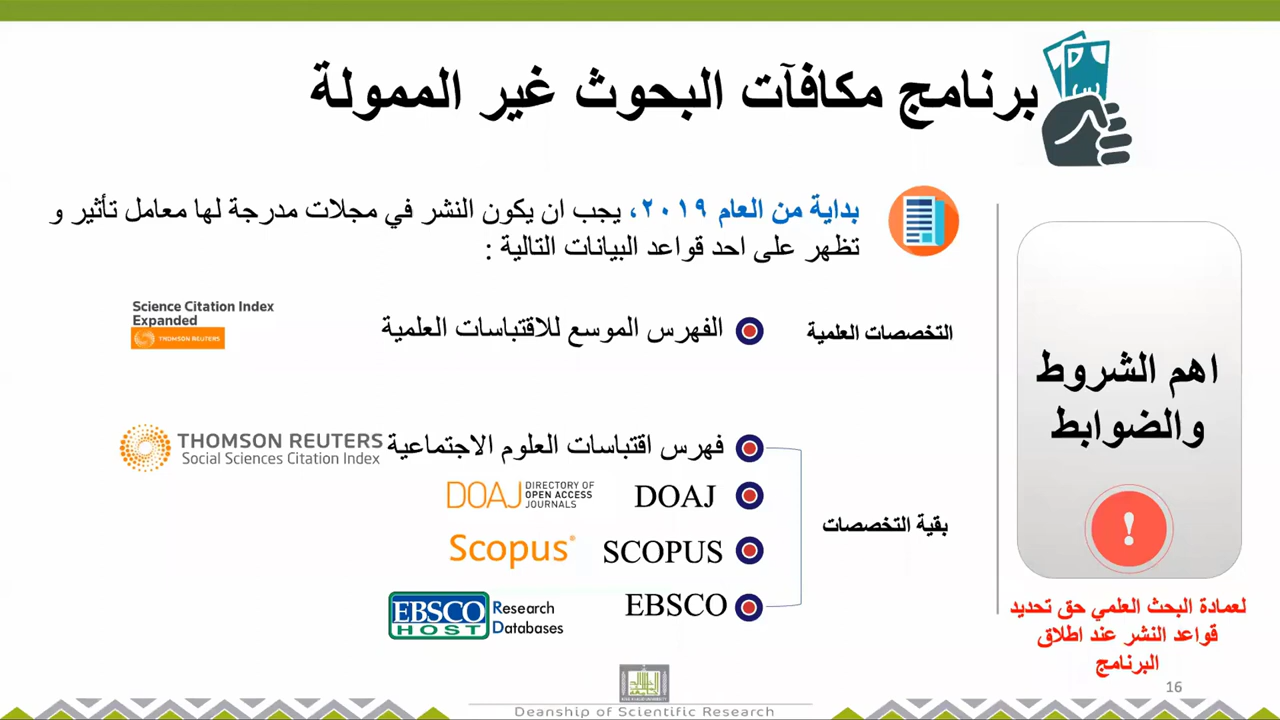 برنامج مكافآت البحوث غير الممولة
بداية من العام ٢٠١٩، يجب ان يكون النشر في مجلات مدرجة لها معامل تأثير و
تظهر على احد قواعد البيانات التالية :
التخصصات العلمية
الفهرس الموسع للاقتباسات العلمية
Science Citation Index
Expanded
THOMSON REUTERS
بقية التخصصات
فهرس اقتباسات العلوم الاجتماعية
THOMSON REUTERS
Social Sciences Citation Index
DOAJ
DOAJ DIRECTORY OF
OPEN ACCESS
JOURNALS
SCOPUS
Scopus®
EBSCO
EBSCO Research
HOST Databases
اهم الشروط
والضوابط
!
لعمادة البحث العلمي حق تحديد
قواعد النشر عند اطلاق
البرنامج
16
Deanship of Scientific Research